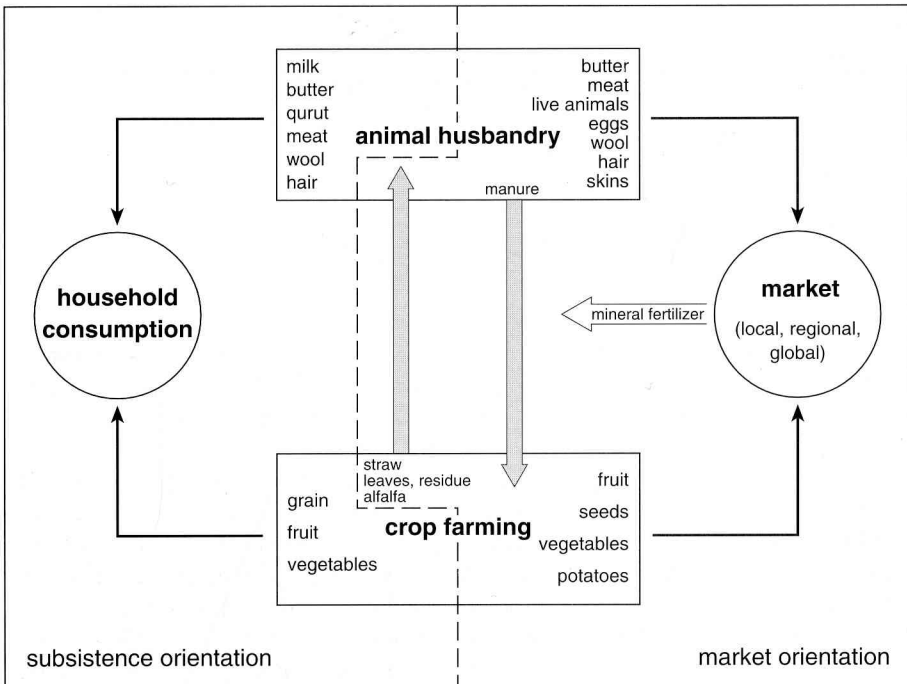 milk
butter
qurut
meat
wool
hair
animal husbandry
butter
meat
live animals
eggs
wool
hair
skins
manure
household
consumption
market
(local, regional,
global)
mineral fertilizer
straw
leaves, residue
alfalfa
grain
fruit
vegetables
crop farming
fruit
seeds
vegetables
potatoes
subsistence orientation
market orientation